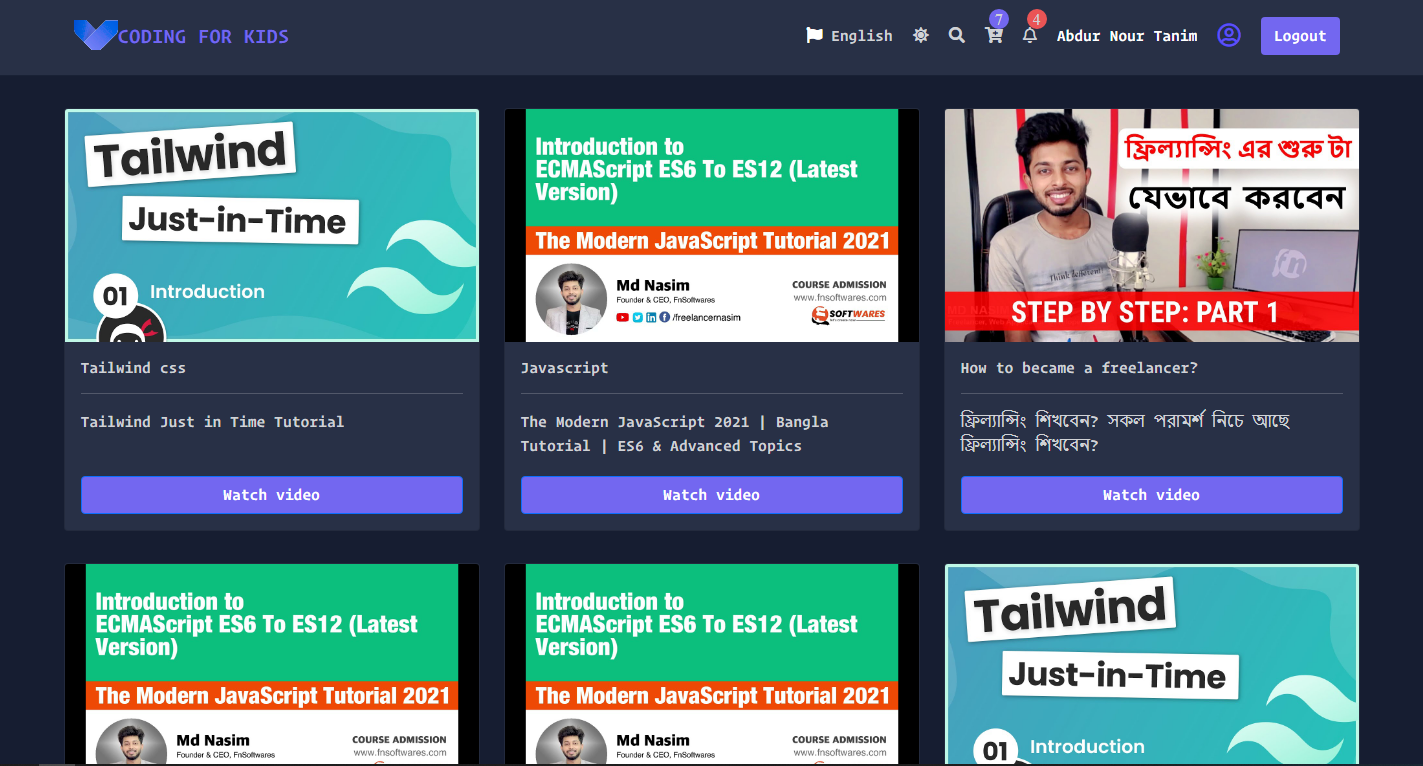 CODING FOR KIDS
English
7
4
Abdur Nour Tanim
Logout
Tailwind
Just-in-Time
01
Introduction
Tailwind css
Tailwind Just in Time Tutorial
Watch video
Introduction to
ECMAScript ES6 To ES12 (Latest
Version)
The Modern JavaScript Tutorial 2021
Md Nasim
Founder & CEO, FnSoftwares
/freelancernasim
COURSE ADMISSION
www.fnsoftwares.com
SOFTWARES
Javascript
The Modern JavaScript 2021 | Bangla
Tutorial | ES6 & Advanced Topics
Watch video
ফ্রিল্যান্সিং এর শুরু টা
যেভাবে করবেন
Think different!
STEP BY STEP: PART 1
How to became a freelancer?
ফ্রিল্যান্সিং শিখবেন? সকল পরামর্শ নিচে আছে
ফ্রিল্যান্সিং শিখবেন?
Watch video
Introduction to
ECMAScript ES6 To ES12 (Latest
Version)
The Modern JavaScript Tutorial 2021
Md Nasim
Founder & CEO, FnSoftwares
COURSE ADMISSION
www.fnsoftwares.com
Introduction to
ECMAScript ES6 To ES12 (Latest
Version)
The Modern JavaScript Tutorial 2021
Md Nasim
Founder & CEO, FnSoftwares
COURSE ADMISSION
www.fnsoftwares.com
Tailwind
Just-in-Time
01
Introduction